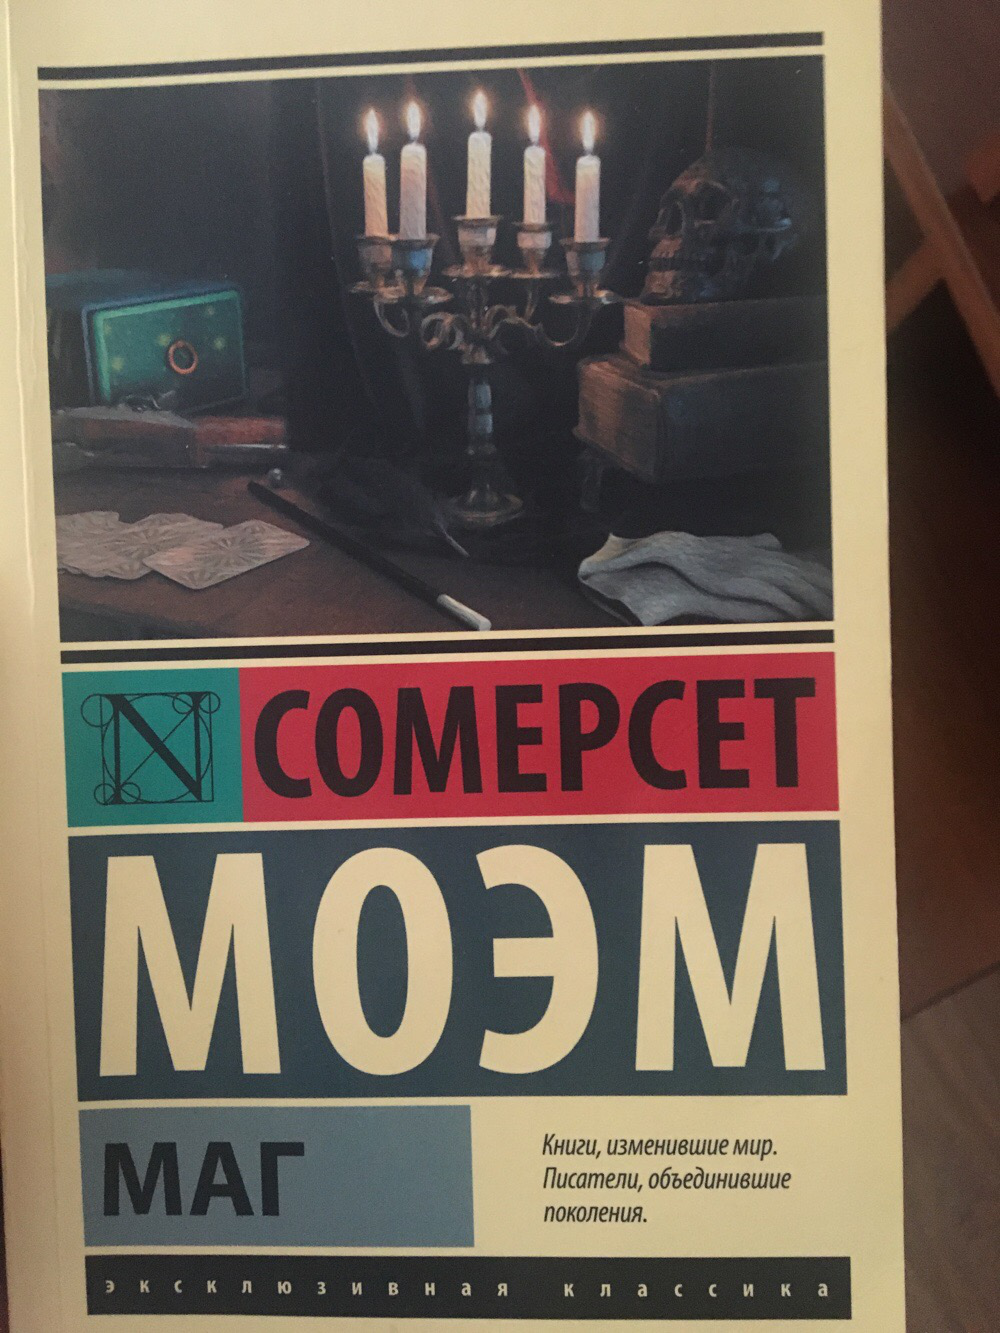 N
СОМЕРСЕТ
МОЭМ
МАГ
Книги, изменившие мир.
Писатели, объединившие
поколения.
эксклюзивная классика